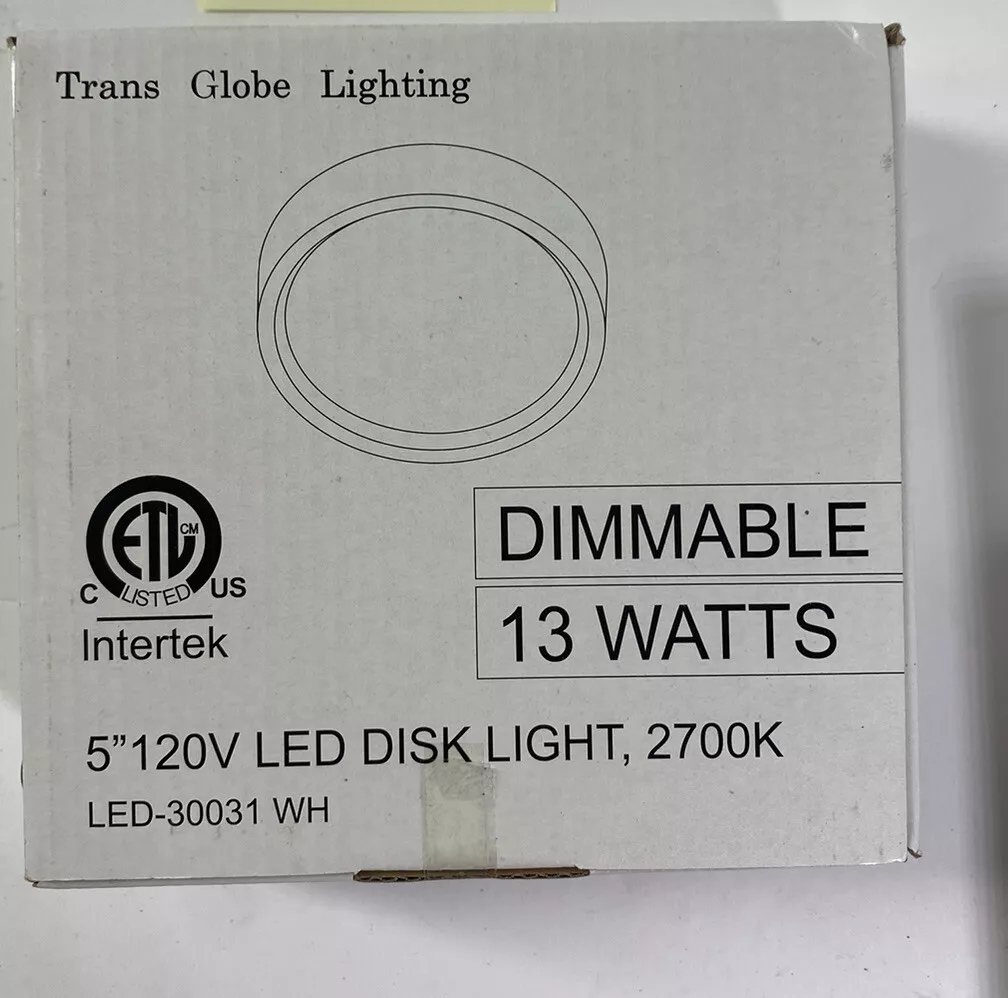 Trans Globe Lighting
ETL CM
C LISTED US
Intertek
DIMMABLE
13 WATTS
5”120V LED DISK LIGHT, 2700K
LED-30031 WH